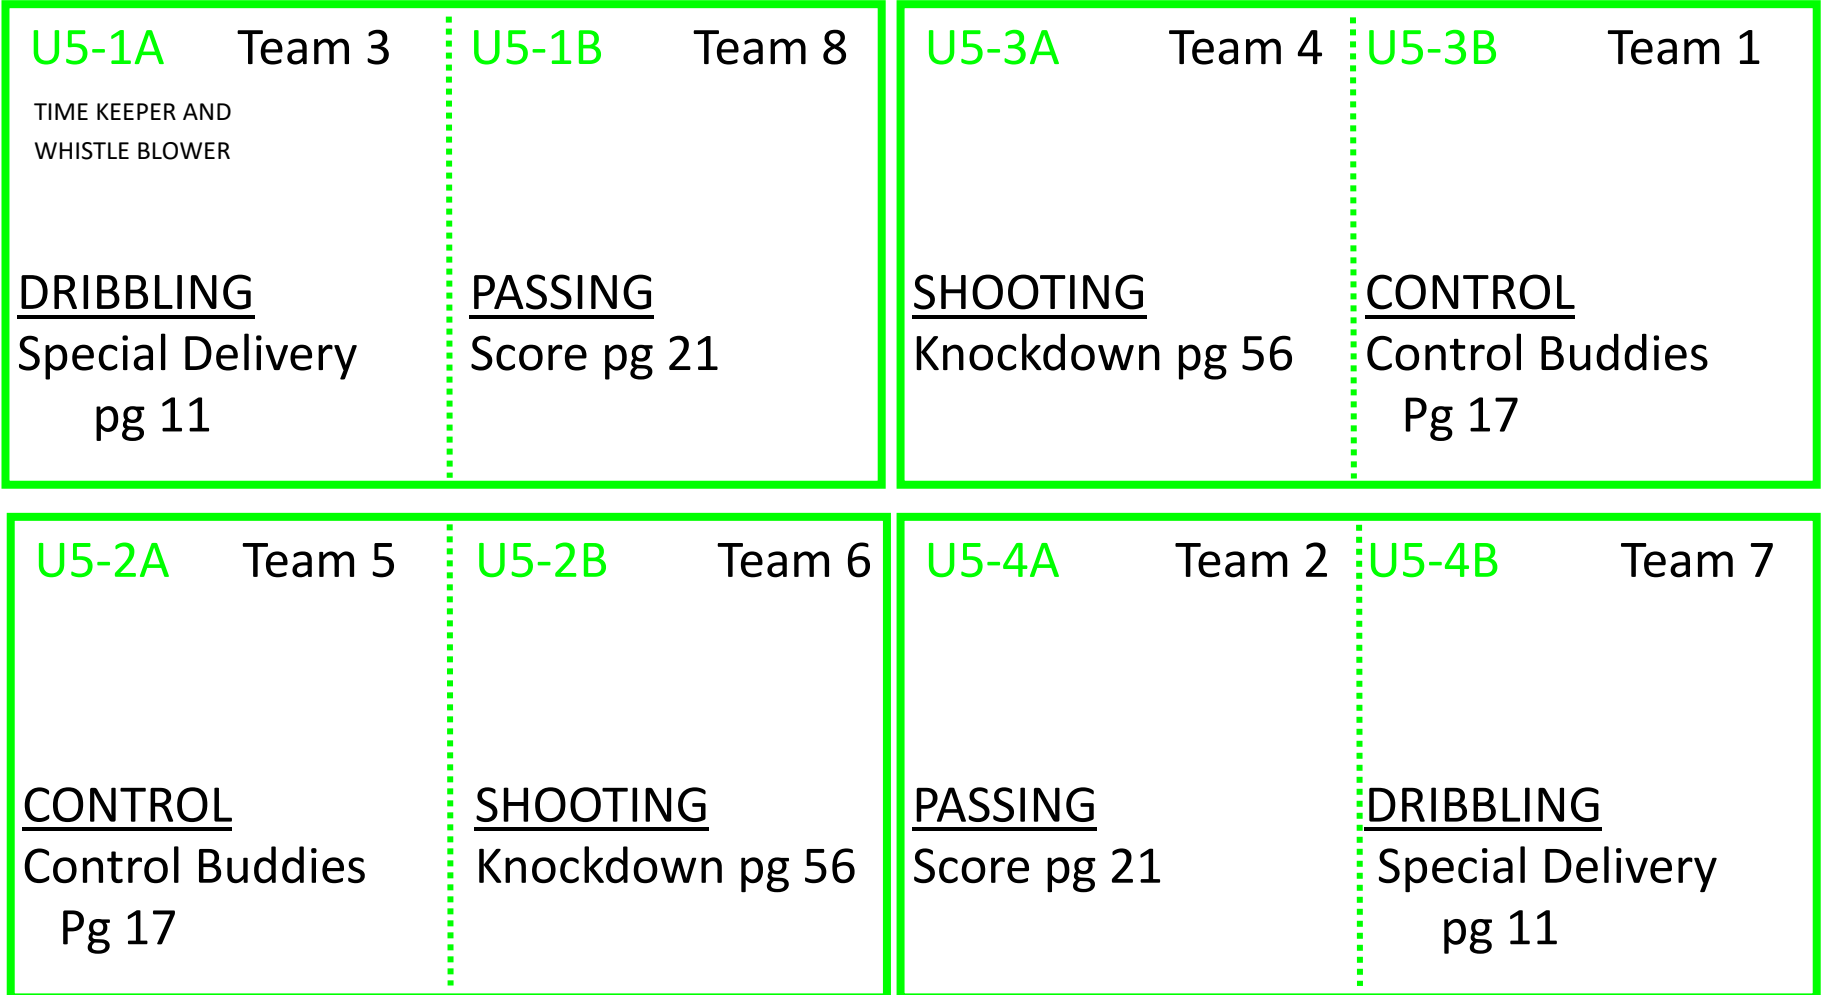 U5-1A Team 3
TIME KEEPER AND
WHISTLE BLOWER
DRIBBLING
Special Delivery
pg 11
U5-1B Team 8
PASSING
Score pg 21
U5-3A Team 4
SHOOTING
Knockdown pg 56
U5-3B Team 1
CONTROL
Control Buddies
Pg 17
U5-2A Team 5
CONTROL
Control Buddies
Pg 17
U5-2B Team 6
SHOOTING
Knockdown pg 56
U5-4A Team 2
PASSING
Score pg 21
U5-4B Team 7
DRIBBLING
Special Delivery
pg 11